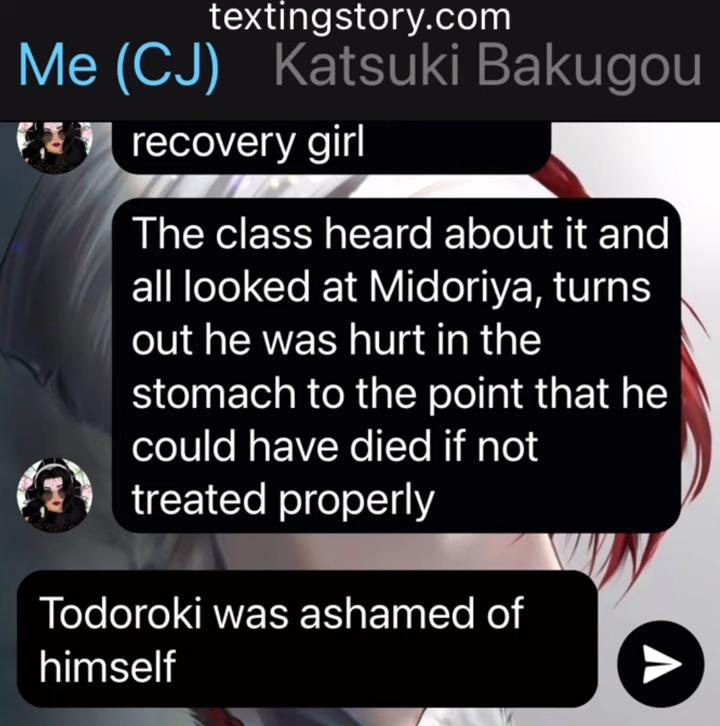 textingstory.com
Me (CJ) Katsuki Bakugou
recovery girl
The class heard about it and
all looked at Midoriya, turns
out he was hurt in the
stomach to the point that he
could have died if not
treated properly
Todoroki was ashamed of
himself